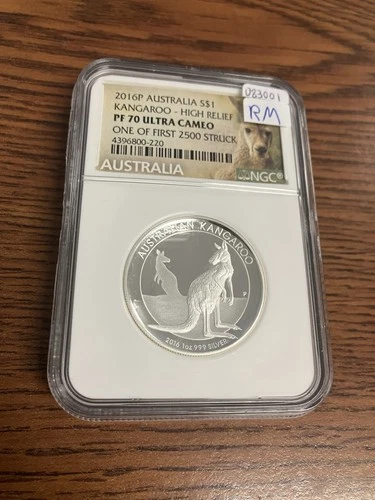 2016P AUSTRALIA S$1
KANGAROO - HIGH RELIEF
PF 70 ULTRA CAMEO
ONE OF FIRST 2500 STRUCK
4396800-220
AUSTRALIA
NGC
023001
RM
AUSTRALIAN KANGAROO
2016 1oz 999 SILVER
P